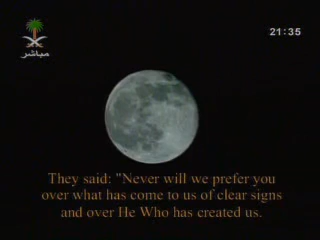 21:35
مباشر
They said: "Never will we prefer you
over what has come to us of clear signs
and over He Who has created us.